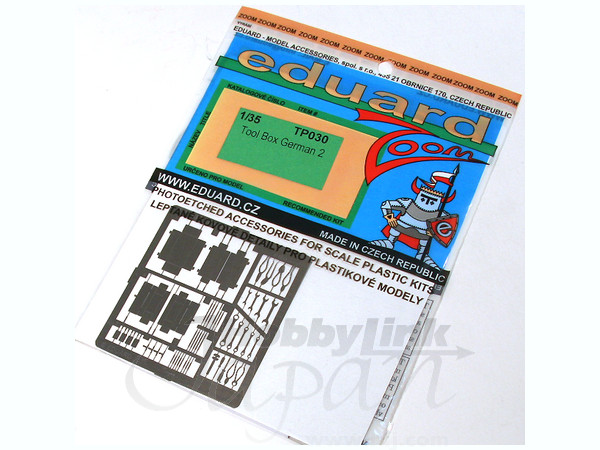 ZOOM ZOOM ZOOM ZOOM ZOOM ZOOM ZOOM ZOOM ZOOM
VYRÁBÍ
EDUARD - MODEL ACCESSORIES, spol. s r.o., 435 21 OBRNICE 170, CZECH REPUBLIC
eduard
Zoom
KATALOGOVÉ ČÍSLO ITEM #
NÁZEV TITLE
1/35 TP030
Tool Box German 2
URČENO PRO MODEL RECOMMENDED KIT
e
WWW.EDUARD.CZ MADE IN CZECH REPUBLIC
PHOTOETCHED ACCESSORIES FOR SCALE PLASTIC KITS
LEPTANÉ KOVOVÉ DETAILY PRO PLASTIKOVÉ MODELY
HobbyLink
Japan